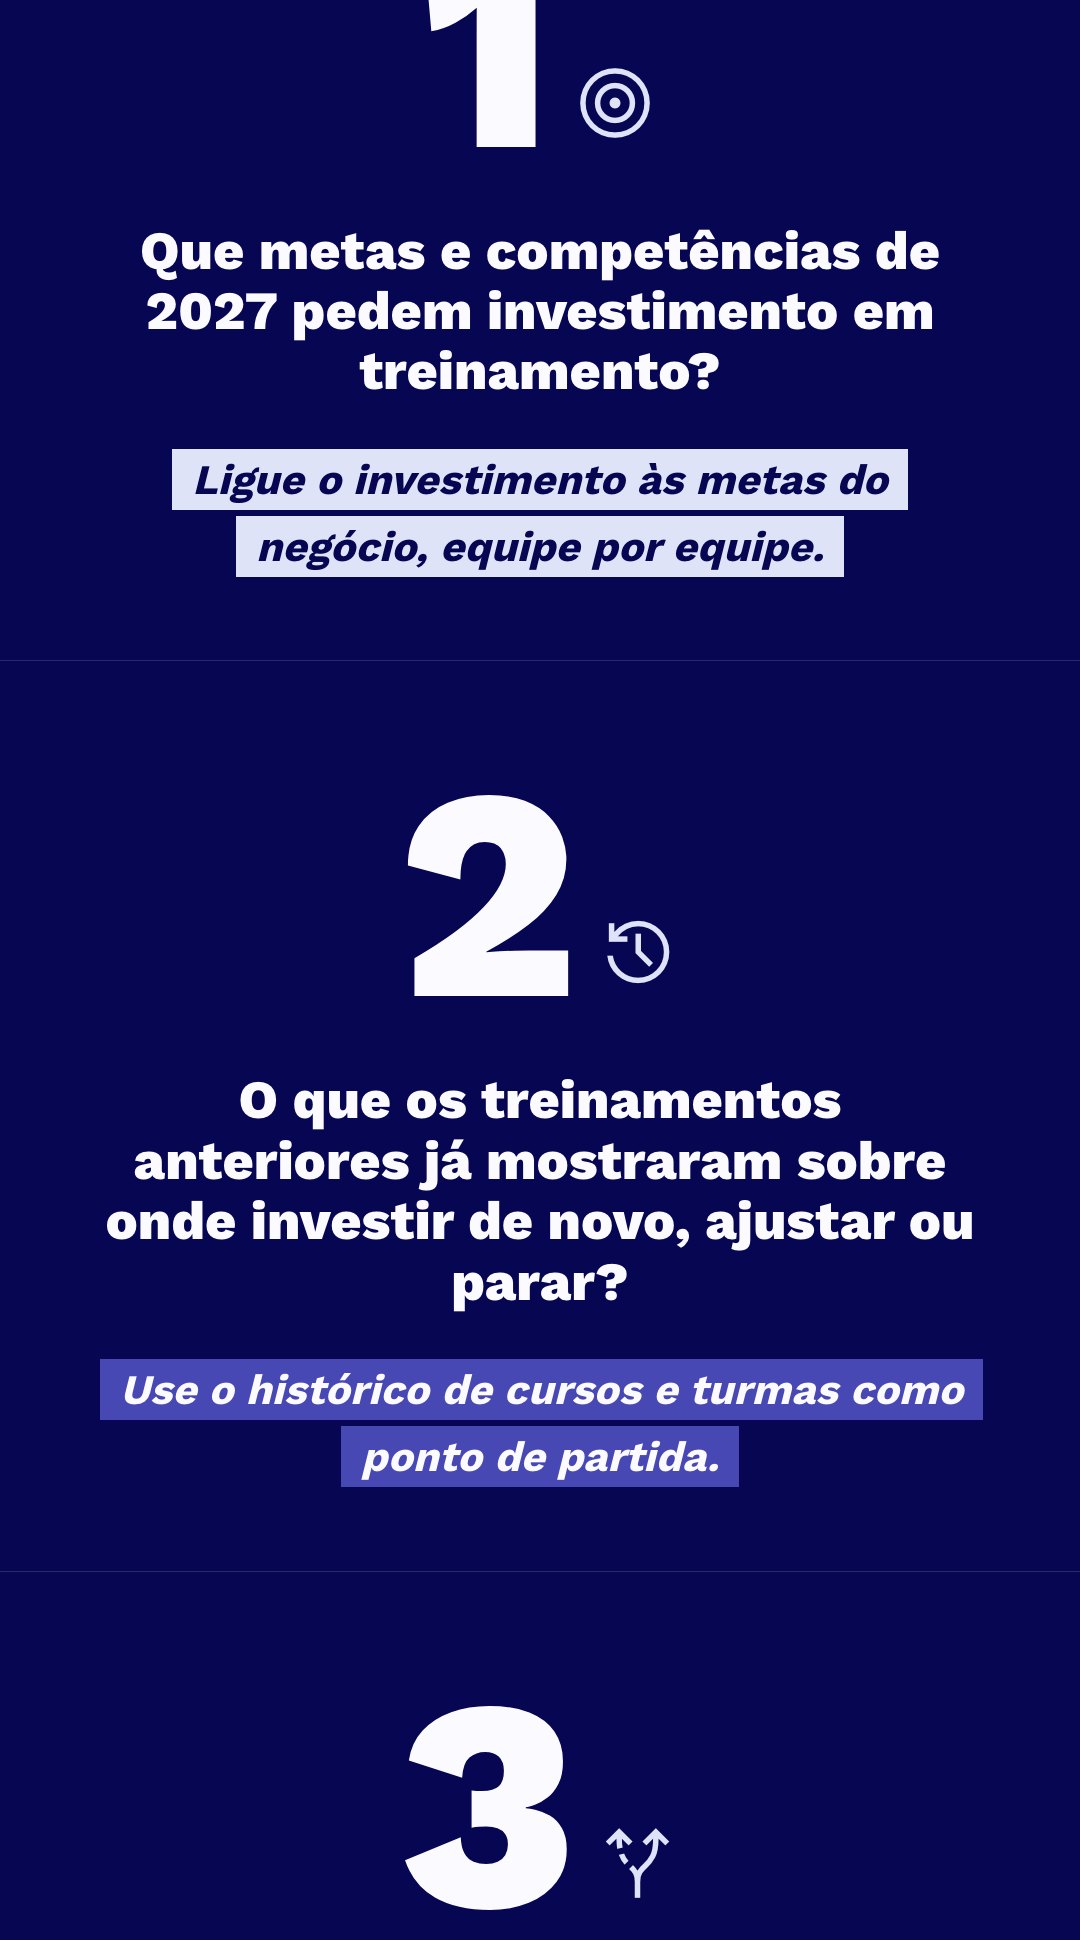 1
Que metas e competências de
2027 pedem investimento em
treinamento?
Ligue o investimento às metas do
negócio, equipe por equipe.
2
O que os treinamentos
anteriores já mostraram sobre
onde investir de novo, ajustar ou
parar?
Use o histórico de cursos e turmas como
ponto de partida.
3